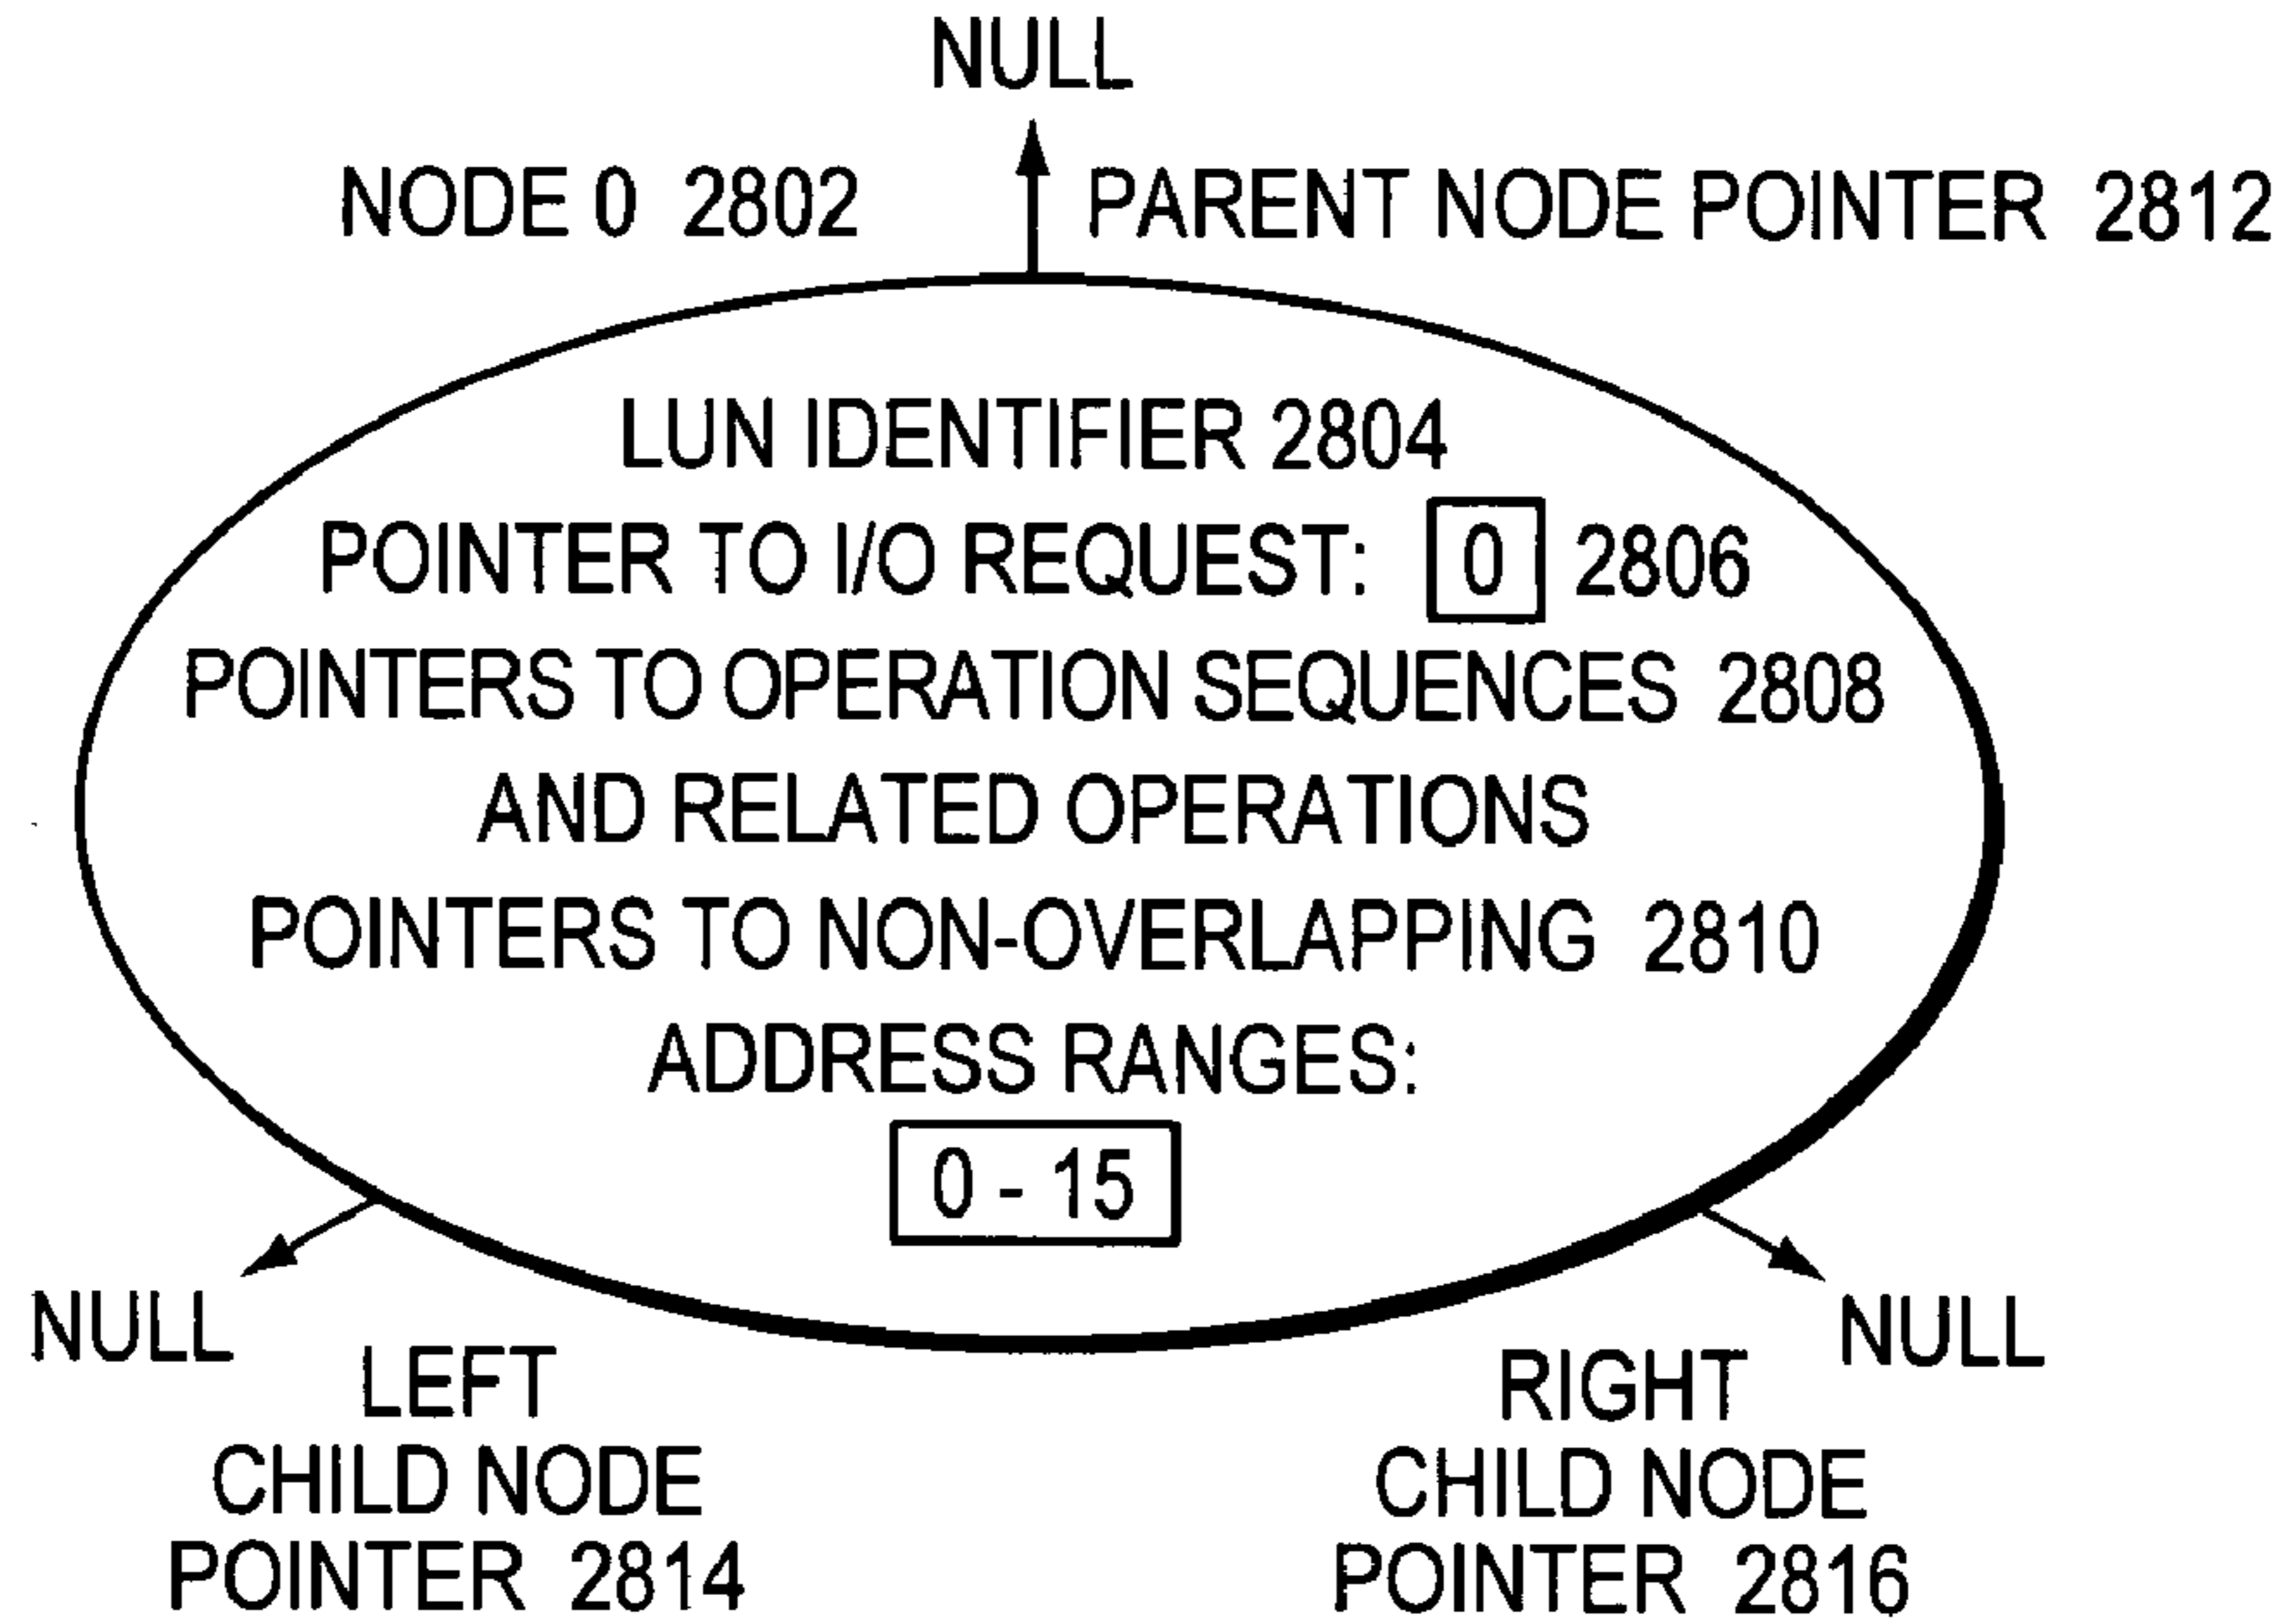 NULL
NODE 0 2802
PARENT NODE POINTER 2812
LUN IDENTIFIER 2804
POINTER TO I/O REQUEST: 0 2806
POINTERS TO OPERATION SEQUENCES 2808
AND RELATED OPERATIONS
POINTERS TO NON-OVERLAPPING 2810
ADDRESS RANGES:
0 - 15
NULL
LEFT
CHILD NODE
POINTER 2814
NULL
RIGHT
CHILD NODE
POINTER 2816